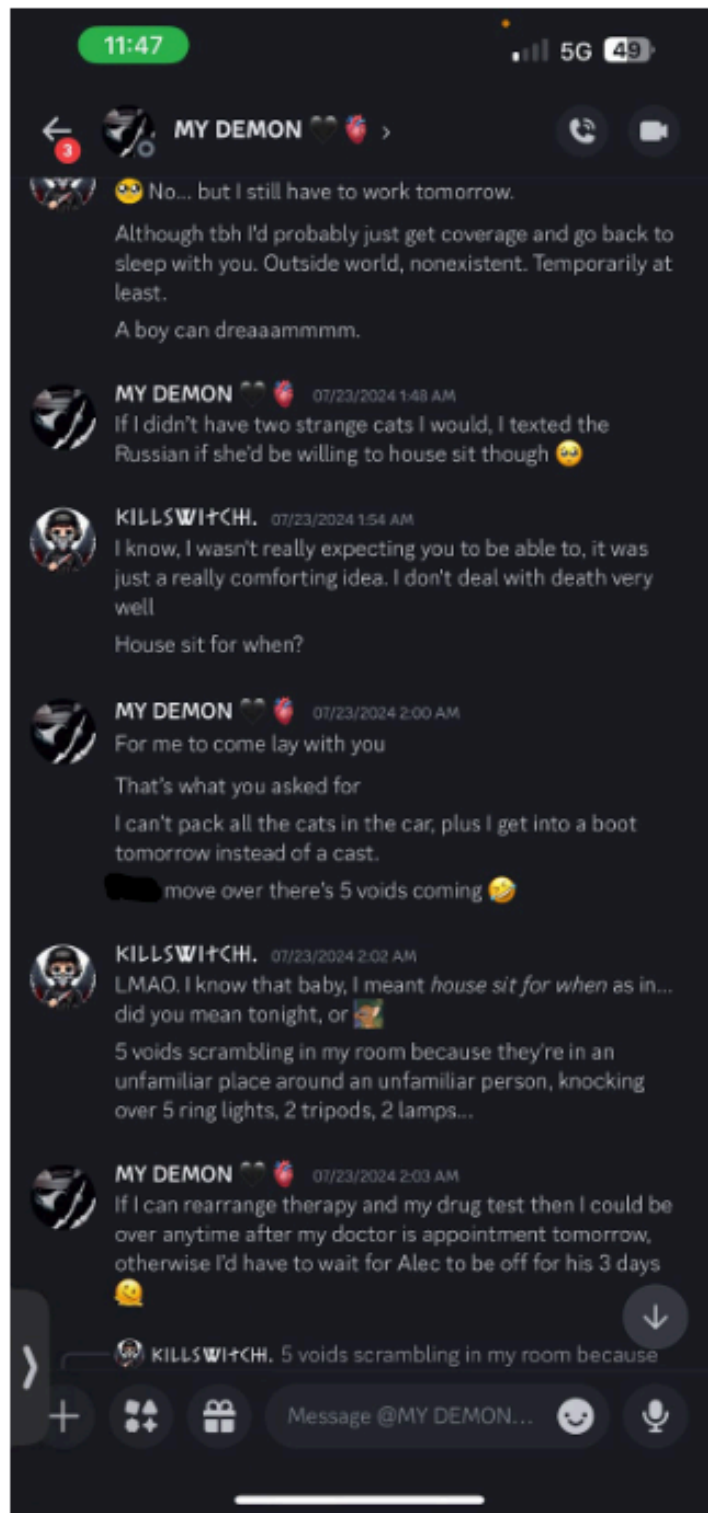 11:47
5G 49
3
MY DEMON 🖤 🫀 ›
🥺 No... but I still have to work tomorrow.
Although tbh I'd probably just get coverage and go back to
sleep with you. Outside world, nonexistent. Temporarily at
least.
A boy can dreaaammmm.
MY DEMON 🖤 🫀 07/23/2024 1:48 AM
If I didn't have two strange cats I would, I texted the
Russian if she'd be willing to house sit though 🥺
KILLSWITCH. 07/23/2024 1:54 AM
I know, I wasn't really expecting you to be able to, it was
just a really comforting idea. I don't deal with death very
well
House sit for when?
MY DEMON 🖤 🫀 07/23/2024 2:00 AM
For me to come lay with you
That's what you asked for
I can't pack all the cats in the car, plus I get into a boot
tomorrow instead of a cast.
move over there's 5 voids coming 🤣
KILLSWITCH. 07/23/2024 2:02 AM
LMAO. I know that baby, I meant house sit for when as in...
did you mean tonight, or
5 voids scrambling in my room because they're in an
unfamiliar place around an unfamiliar person, knocking
over 5 ring lights, 2 tripods, 2 lamps...
MY DEMON 🖤 🫀 07/23/2024 2:03 AM
If I can rearrange therapy and my drug test then I could be
over anytime after my doctor is appointment tomorrow,
otherwise I'd have to wait for Alec to be off for his 3 days
🫠
KILLSWITCH. 5 voids scrambling in my room because
Message @MY DEMON...